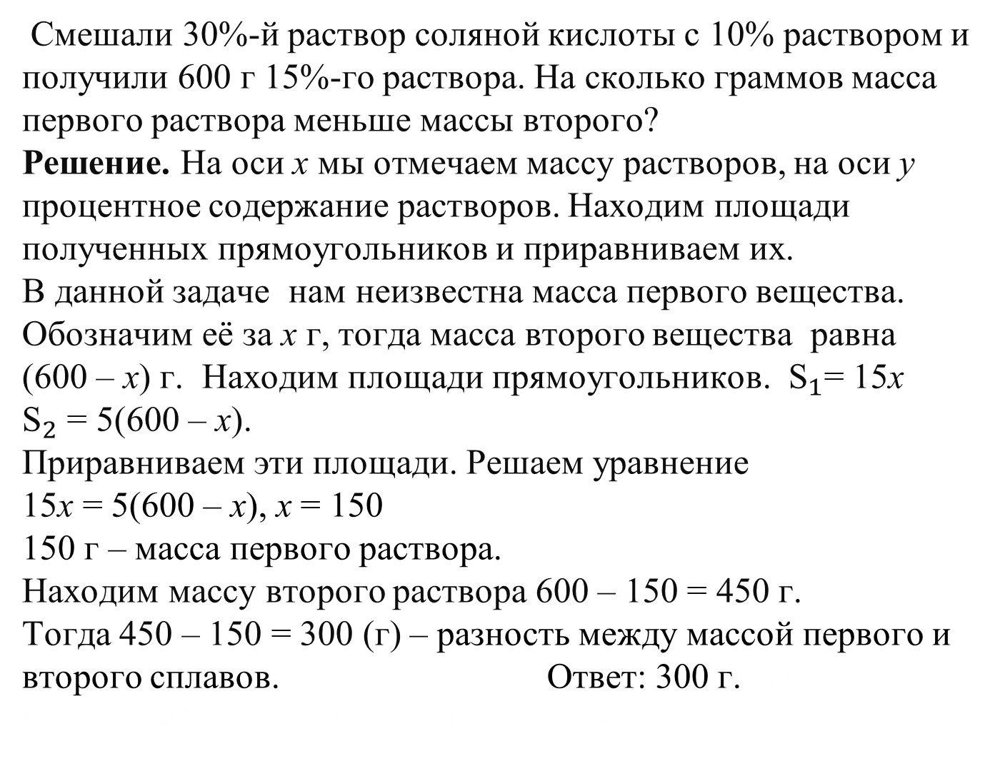 Смешали 30%-й раствор соляной кислоты с 10% раствором и
получили 600 г 15%-го раствора. На сколько граммов масса
первого раствора меньше массы второго?
Решение. На оси x мы отмечаем массу растворов, на оси y
процентное содержание растворов. Находим площади
полученных прямоугольников и приравниваем их.
В данной задаче нам неизвестна масса первого вещества.
Обозначим её за x г, тогда масса второго вещества равна
(600 – x) г. Находим площади прямоугольников. S₁= 15x
S₂ = 5(600 – x).
Приравниваем эти площади. Решаем уравнение
15x = 5(600 – x), x = 150
150 г – масса первого раствора.
Находим массу второго раствора 600 – 150 = 450 г.
Тогда 450 – 150 = 300 (г) – разность между массой первого и
второго сплавов. Ответ: 300 г.